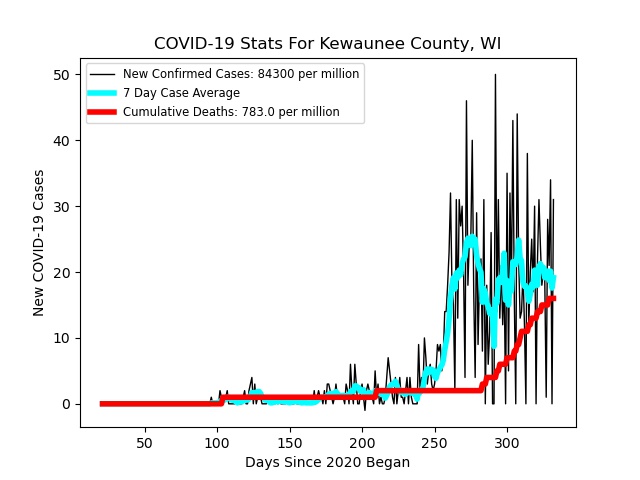 COVID-19 Stats For Kewaunee County, WI
New Confirmed Cases: 84300 per million
7 Day Case Average
Cumulative Deaths: 783.0 per million
New COVID-19 Cases
50
40
30
20
10
0
50 100 150 200 250 300
Days Since 2020 Began